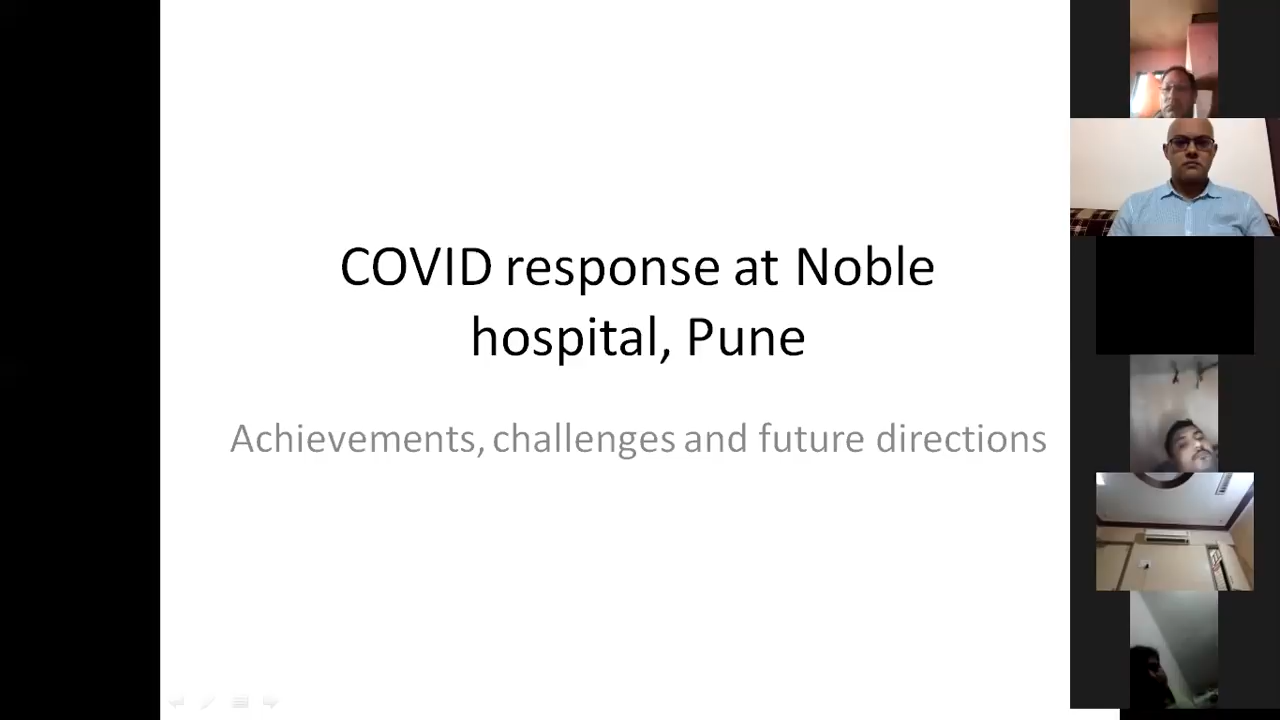 COVID response at Noble
hospital, Pune
Achievements, challenges and future directions